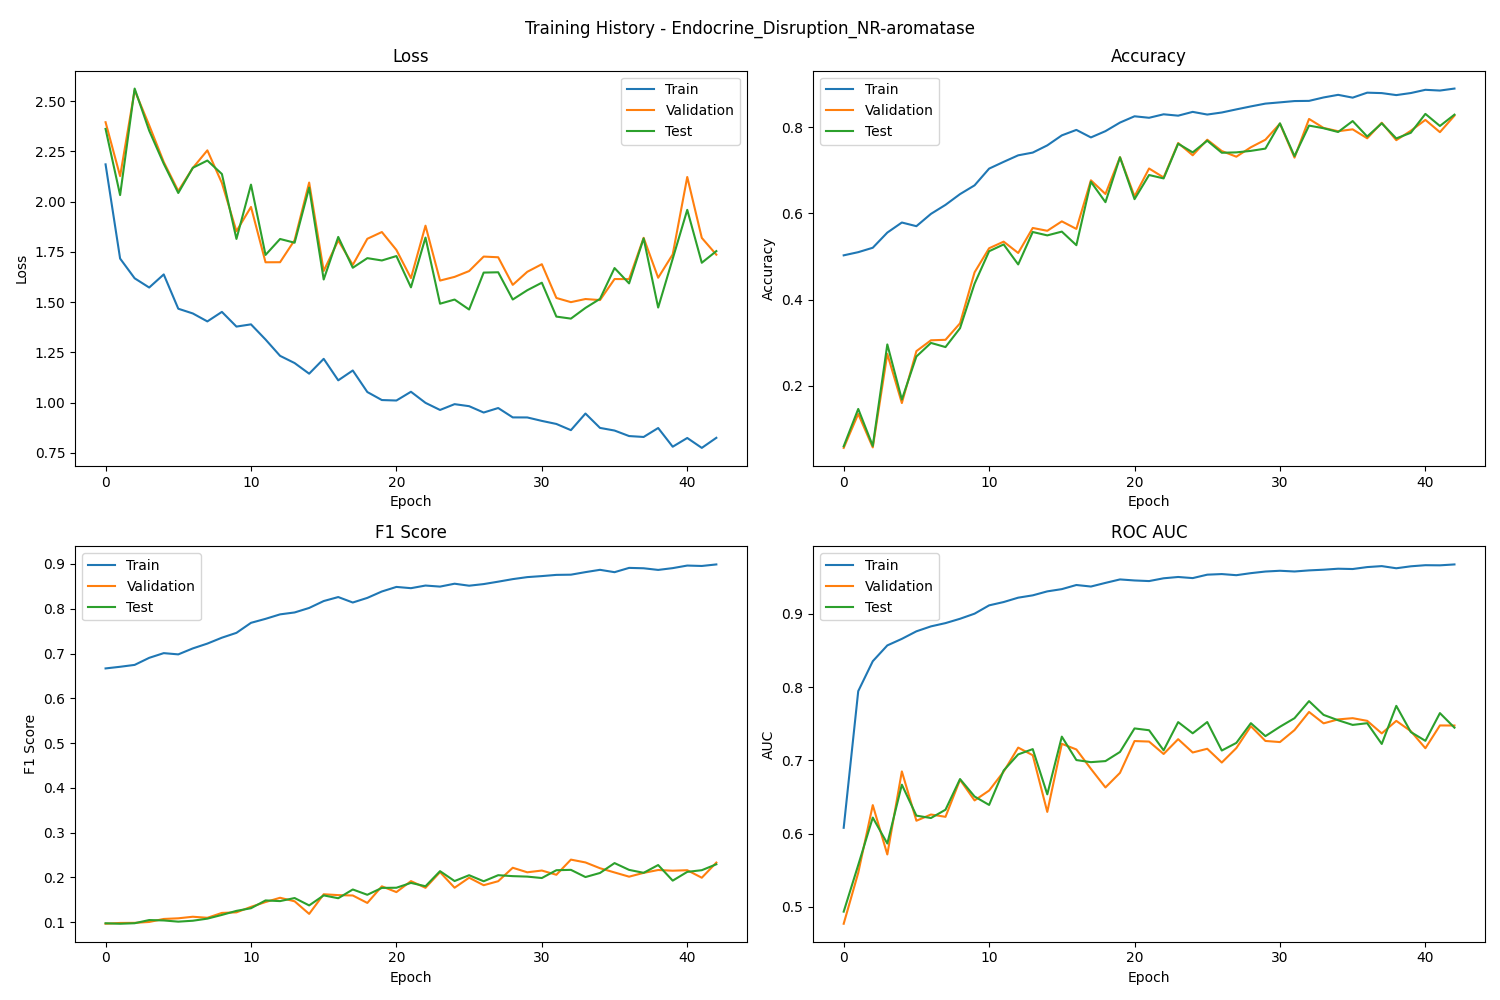 Training History - Endocrine_Disruption_NR-aromatase
Loss
Train
Validation
Test
2.50
2.25
2.00
1.75
1.50
1.25
1.00
0.75
Loss
0 10 20 30 40
Epoch
Accuracy
Train
Validation
Test
0.8
0.6
0.4
0.2
Accuracy
0 10 20 30 40
Epoch
F1 Score
Train
Validation
Test
0.9
0.8
0.7
0.6
0.5
0.4
0.3
0.2
0.1
F1 Score
0 10 20 30 40
Epoch
ROC AUC
Train
Validation
Test
0.9
0.8
0.7
0.6
0.5
AUC
0 10 20 30 40
Epoch